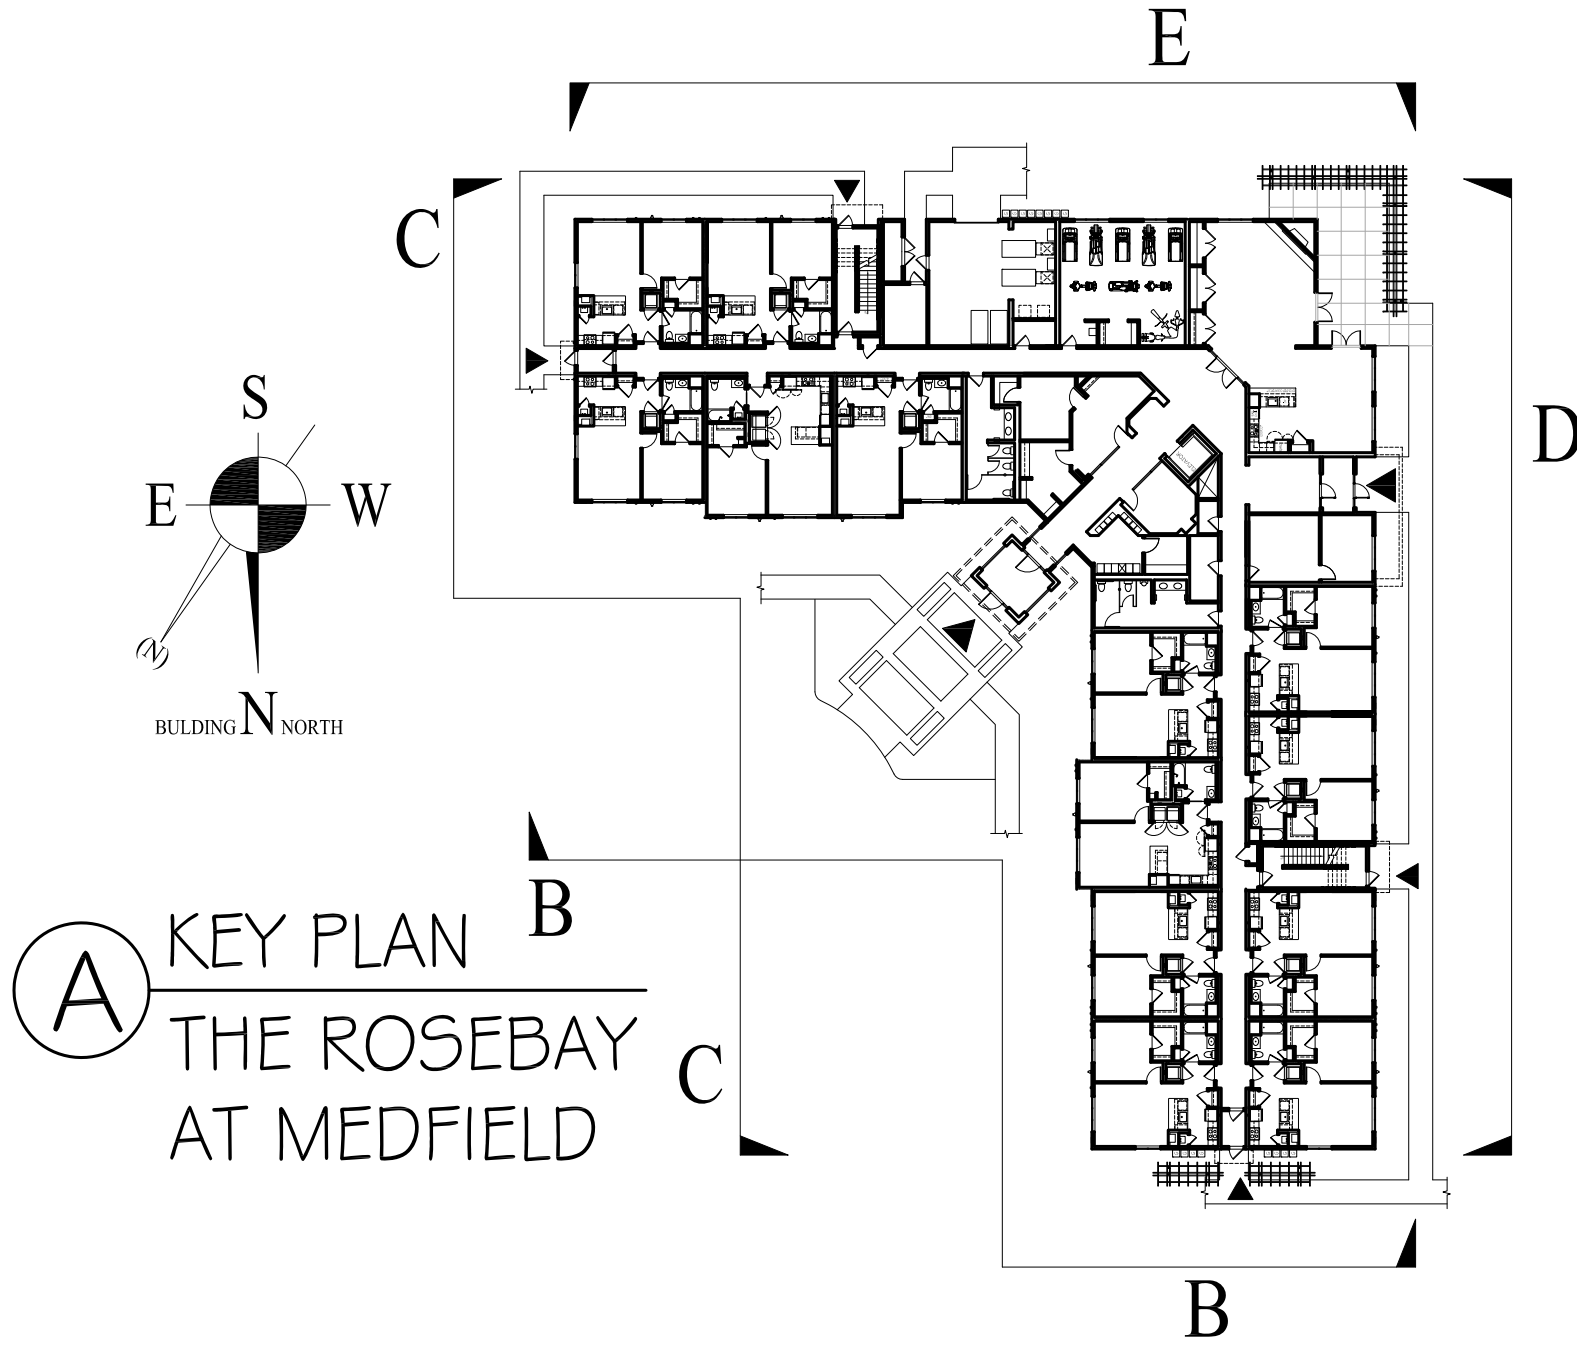 E
C
D
S
E
W
(N)
BULDING N NORTH
B
A
KEY PLAN
THE ROSEBAY
AT MEDFIELD
C
B